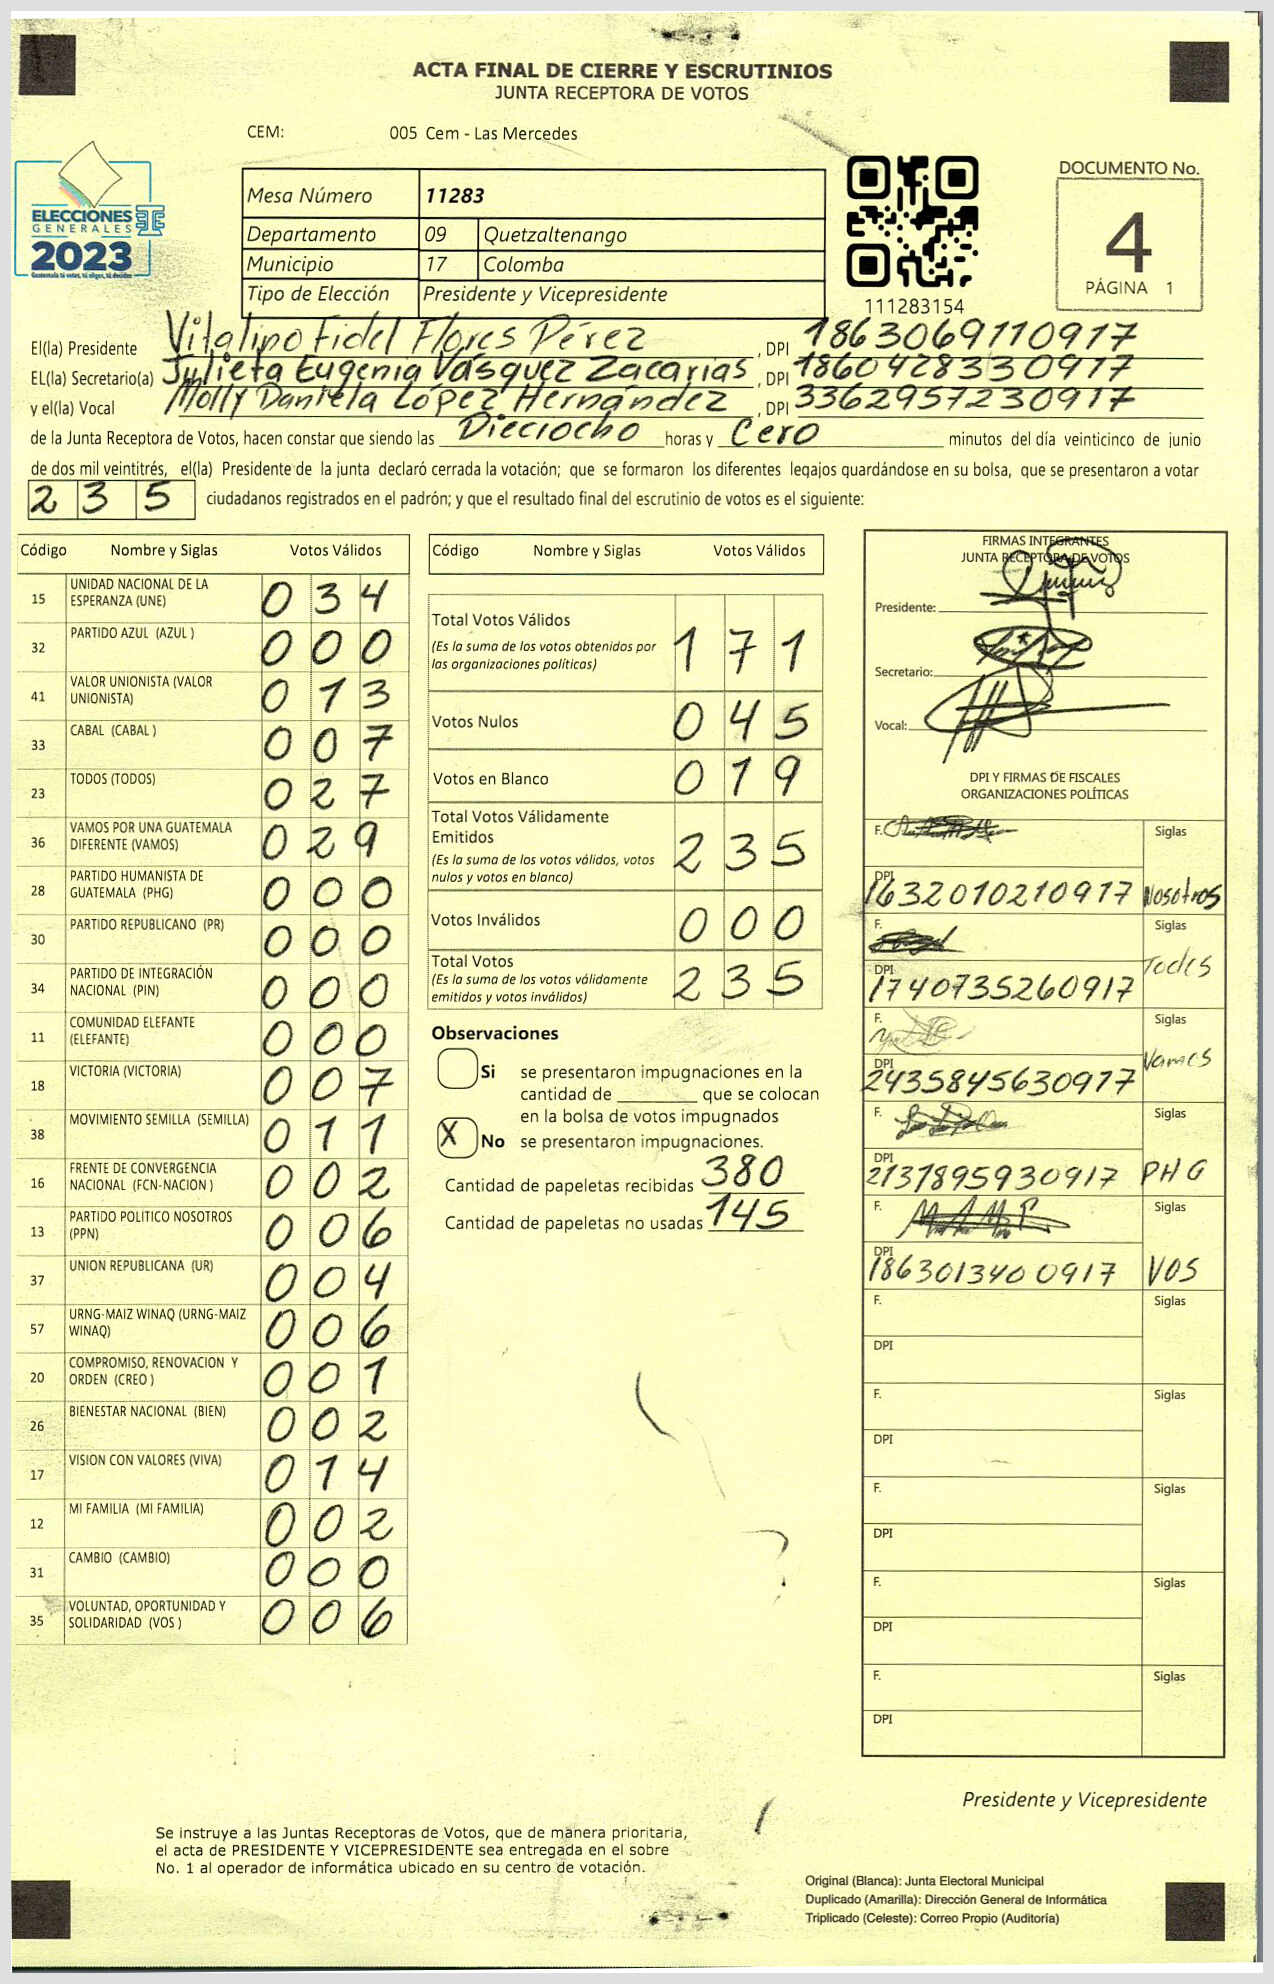 ACTA FINAL DE CIERRE Y ESCRUTINIOS
JUNTA RECEPTORA DE VOTOS
CEM: 005 Cem - Las Mercedes
ELECCIONES
GENERALES
2023
Guatemala tú votas, tú eliges, tú decides
Mesa Número 11283
Departamento 09 Quetzaltenango
Municipio 17 Colomba
Tipo de Elección Presidente y Vicepresidente
111283154
DOCUMENTO No.
4
PÁGINA 1
El(la) Presidente Vitalino Fidel Flores Pérez , DPI 1863069110917
EL(la) Secretario(a) Julieta Eugenia Vásquez Zacarias , DPI 1860428330917
y el(la) Vocal Molly Daniela López Hernández , DPI 3362957230917
de la Junta Receptora de Votos, hacen constar que siendo las Dieciocho horas y Cero minutos del día veinticinco de junio
de dos mil veintitrés, el(la) Presidente de la junta declaró cerrada la votación; que se formaron los diferentes legajos guardándose en su bolsa, que se presentaron a votar
2 3 5 ciudadanos registrados en el padrón; y que el resultado final del escrutinio de votos es el siguiente:
Código Nombre y Siglas Votos Válidos
15 UNIDAD NACIONAL DE LA ESPERANZA (UNE) 0 3 4
32 PARTIDO AZUL (AZUL ) 0 0 0
41 VALOR UNIONISTA (VALOR UNIONISTA) 0 1 3
33 CABAL (CABAL ) 0 0 7
23 TODOS (TODOS) 0 2 7
36 VAMOS POR UNA GUATEMALA DIFERENTE (VAMOS) 0 2 9
28 PARTIDO HUMANISTA DE GUATEMALA (PHG) 0 0 0
30 PARTIDO REPUBLICANO (PR) 0 0 0
34 PARTIDO DE INTEGRACIÓN NACIONAL (PIN) 0 0 0
11 COMUNIDAD ELEFANTE (ELEFANTE) 0 0 0
18 VICTORIA (VICTORIA) 0 0 7
38 MOVIMIENTO SEMILLA (SEMILLA) 0 1 1
16 FRENTE DE CONVERGENCIA NACIONAL (FCN-NACION ) 0 0 2
13 PARTIDO POLITICO NOSOTROS (PPN) 0 0 6
37 UNION REPUBLICANA (UR) 0 0 4
57 URNG-MAIZ WINAQ (URNG-MAIZ WINAQ) 0 0 6
20 COMPROMISO, RENOVACION Y ORDEN (CREO ) 0 0 1
26 BIENESTAR NACIONAL (BIEN) 0 0 2
17 VISION CON VALORES (VIVA) 0 1 4
12 MI FAMILIA (MI FAMILIA) 0 0 2
31 CAMBIO (CAMBIO) 0 0 0
35 VOLUNTAD, OPORTUNIDAD Y SOLIDARIDAD (VOS ) 0 0 6
Código Nombre y Siglas Votos Válidos
Total Votos Válidos 1 7 1
(Es la suma de los votos obtenidos por
las organizaciones políticas)
Votos Nulos 0 4 5
Votos en Blanco 0 1 9
Total Votos Válidamente
Emitidos 2 3 5
(Es la suma de los votos válidos, votos
nulos y votos en blanco)
Votos Inválidos 0 0 0
Total Votos 2 3 5
(Es la suma de los votos válidamente
emitidos y votos inválidos)
Observaciones
Si se presentaron impugnaciones en la
cantidad de ________ que se colocan
en la bolsa de votos impugnados
X No se presentaron impugnaciones.
Cantidad de papeletas recibidas 380
Cantidad de papeletas no usadas 145
FIRMAS INTEGRANTES
JUNTA RECEPTORA DE VOTOS
Presidente:
Secretario:
Vocal:
DPI Y FIRMAS DE FISCALES
ORGANIZACIONES POLÍTICAS
F. Siglas
DPI 1632010210917 Nosotros
F. Siglas
DPI 1740735260917 Todos
F. Siglas
DPI 2435845630917 Vamos
F. Siglas
DPI 2131895930917 PHG
F. Siglas
DPI 1863013400917 VOS
F. Siglas
DPI
F. Siglas
DPI
F. Siglas
DPI
F. Siglas
DPI
F. Siglas
DPI
Presidente y Vicepresidente
Se instruye a las Juntas Receptoras de Votos, que de manera prioritaria,
el acta de PRESIDENTE Y VICEPRESIDENTE sea entregada en el sobre
No. 1 al operador de informática ubicado en su centro de votación.
Original (Blanca): Junta Electoral Municipal
Duplicado (Amarilla): Dirección General de Informática
Triplicado (Celeste): Correo Propio (Auditoría)